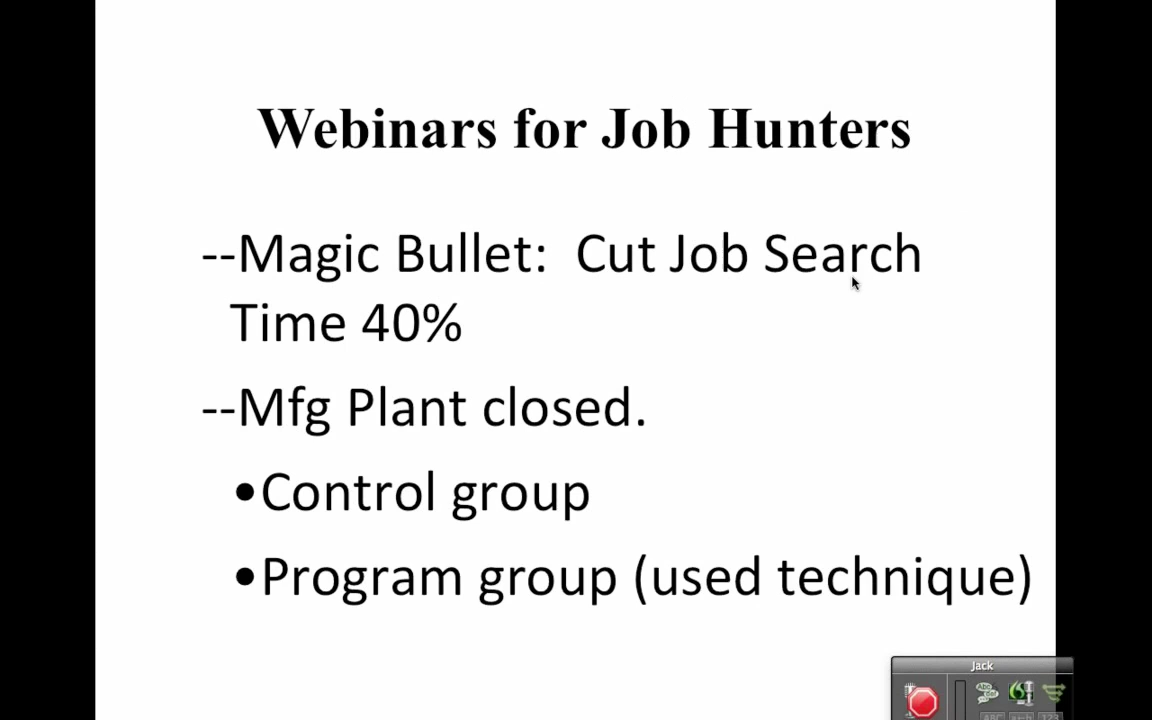 Webinars for Job Hunters
--Magic Bullet:  Cut Job Search
Time 40%
--Mfg Plant closed.
•Control group
•Program group (used technique)
Jack